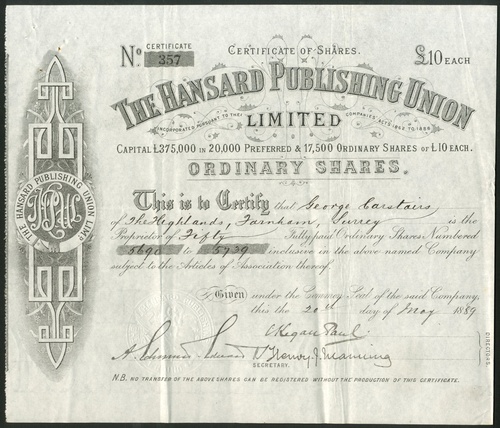 CERTIFICATE OF SHARES.
No. CERTIFICATE 357
£10 EACH
THE HANSARD PUBLISHING UNION
INCORPORATED PURSUANT TO THE COMPANIES ACTS 1862 TO 1886
LIMITED
CAPITAL £375,000 IN 20,000 PREFERRED & 17,500 ORDINARY SHARES OF £10 EACH.
ORDINARY SHARES.
This is to Certify that George Carstairs
of The Highlands, Farnham, Surrey is the
Proprietor of Fifty Fully paid Ordinary Shares Numbered
5690 to 5739 inclusive in the above named Company
subject to the Articles of Association thereof.
Given under the Common Seal of the said Company,
this the 20th day of May 1889
C Kegan Paul
Henry J Manning
DIRECTORS.
SECRETARY.
N.B. NO TRANSFER OF THE ABOVE SHARES CAN BE REGISTERED WITHOUT THE PRODUCTION OF THIS CERTIFICATE.
THE HANSARD PUBLISHING UNION LIMD